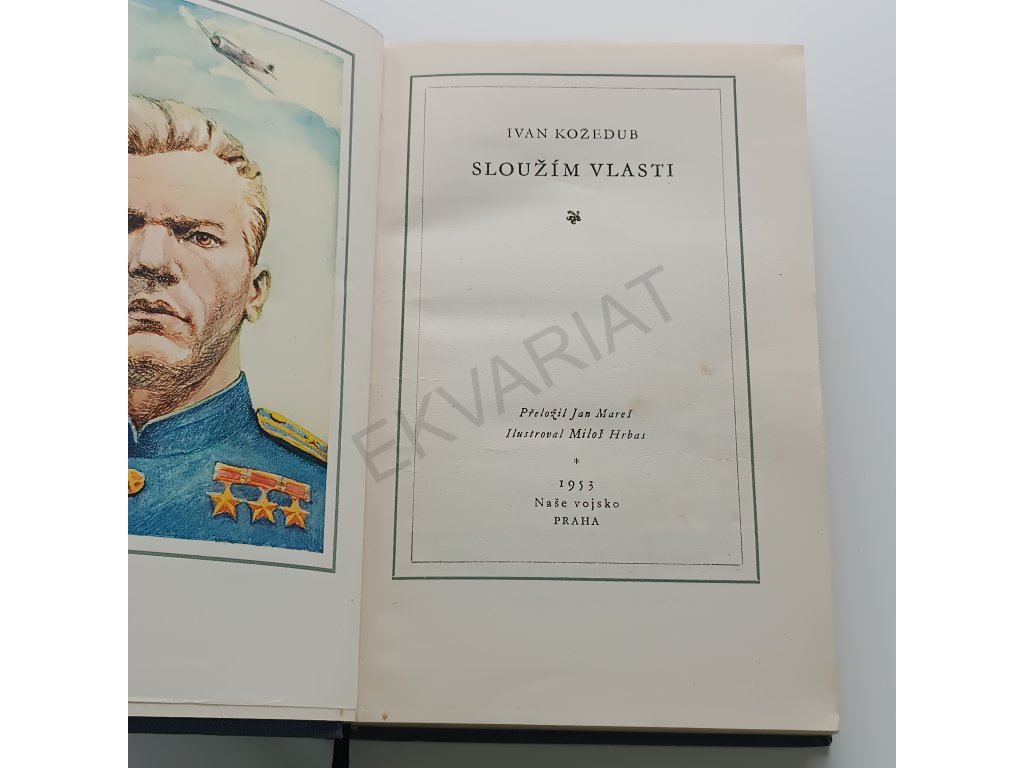 IVAN KOŽEDUB
SLOUŽÍM VLASTI
Přeložil Jan Mareš
Ilustroval Miloš Hrbas
*
1953
Naše vojsko
PRAHA
EKVARIAT